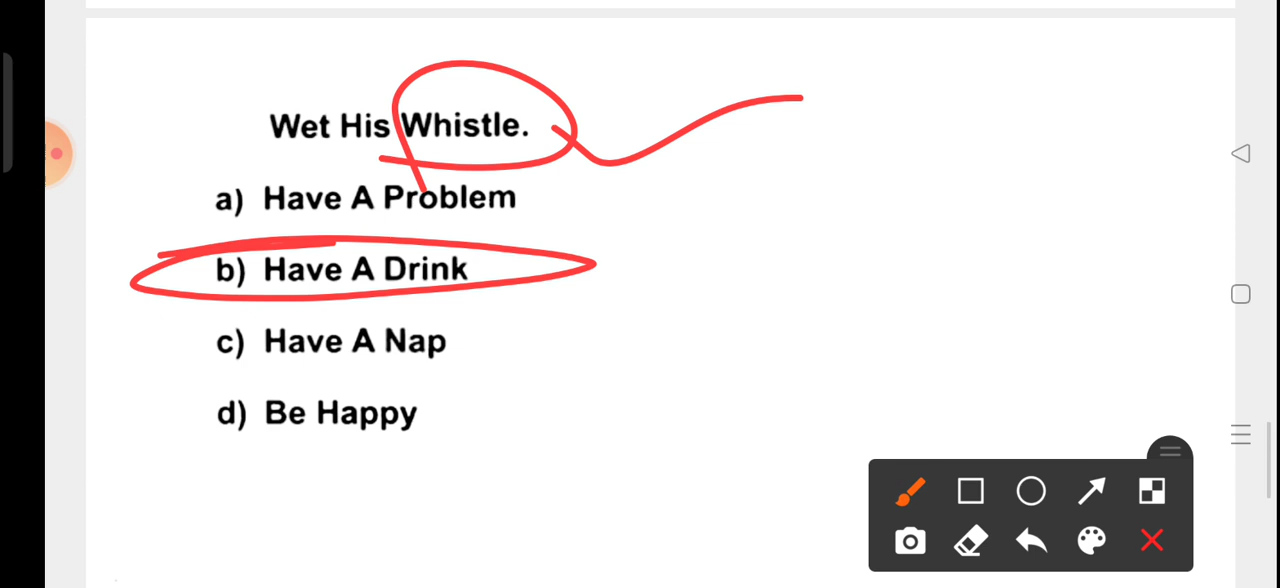 Wet His Whistle.
a) Have A Problem
b) Have A Drink
c) Have A Nap
d) Be Happy